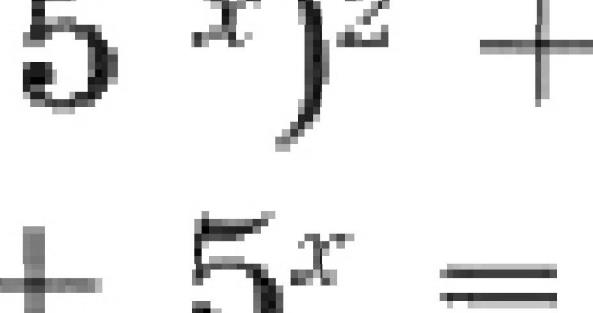 5 ˣ)² +
+ 5ˣ =